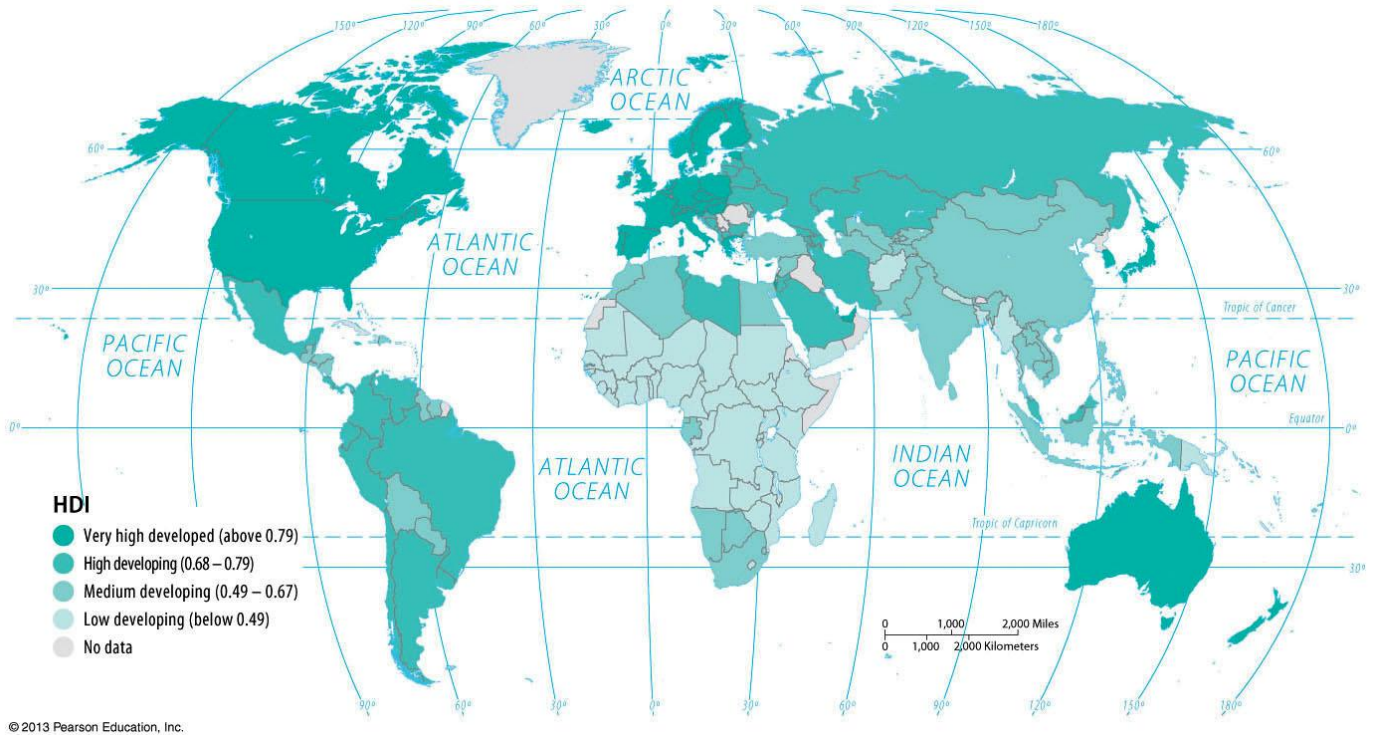 150° 120° 90° 60° 30° 0° 30° 60° 90° 120° 150° 180°
ARCTIC
OCEAN
60° 60°
ATLANTIC
OCEAN
30° 30°
Tropic of Cancer
PACIFIC
OCEAN
PACIFIC
OCEAN
Equator
0° 0°
ATLANTIC
OCEAN
INDIAN
OCEAN
HDI
Very high developed (above 0.79)
High developing (0.68 – 0.79)
Medium developing (0.49 – 0.67)
Low developing (below 0.49)
No data
Tropic of Capricorn
30°
0 1,000 2,000 Miles
0 1,000 2,000 Kilometers
90° 60° 0° 30° 60° 90° 120° 150° 180°
© 2013 Pearson Education, Inc.